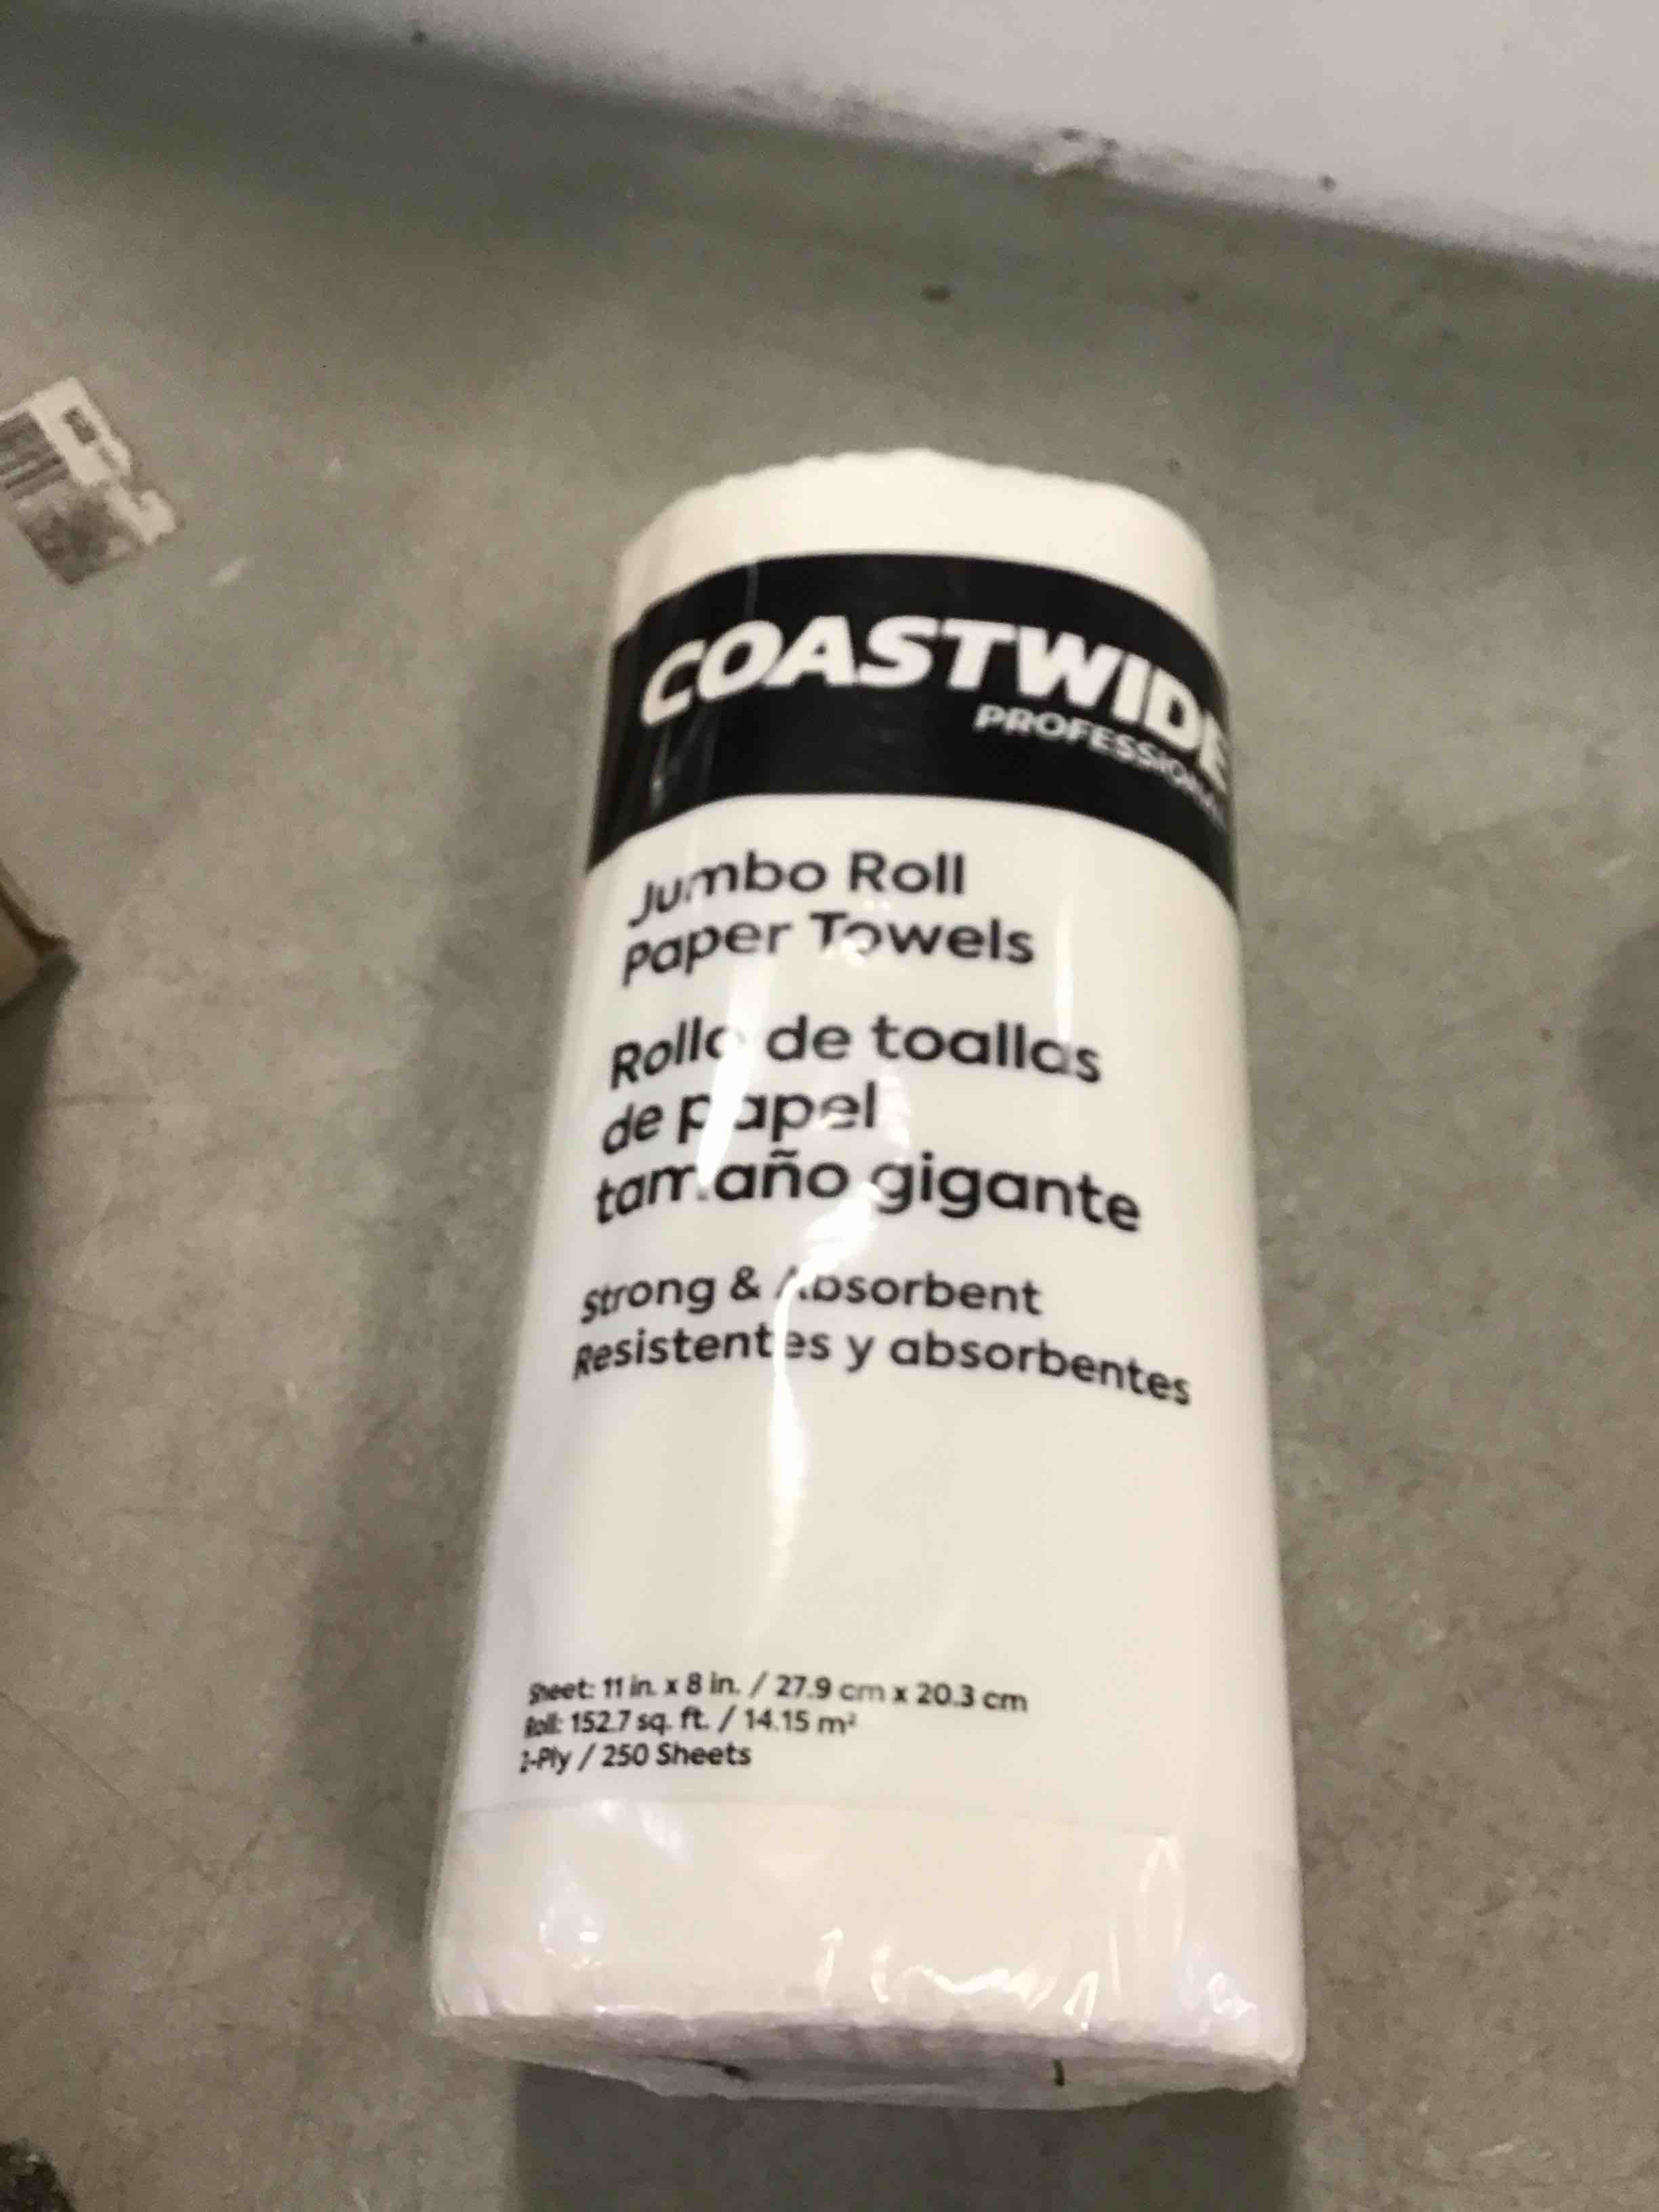 COASTWIDE
PROFESSIONAL
Jumbo Roll
Paper Towels
Rollo de toallas
de papel
tamaño gigante
Strong & Absorbent
Resistentes y absorbentes
Sheet: 11 in. x 8 in. / 27.9 cm x 20.3 cm
Roll: 152.7 sq. ft. / 14.15 m²
2-Ply / 250 Sheets